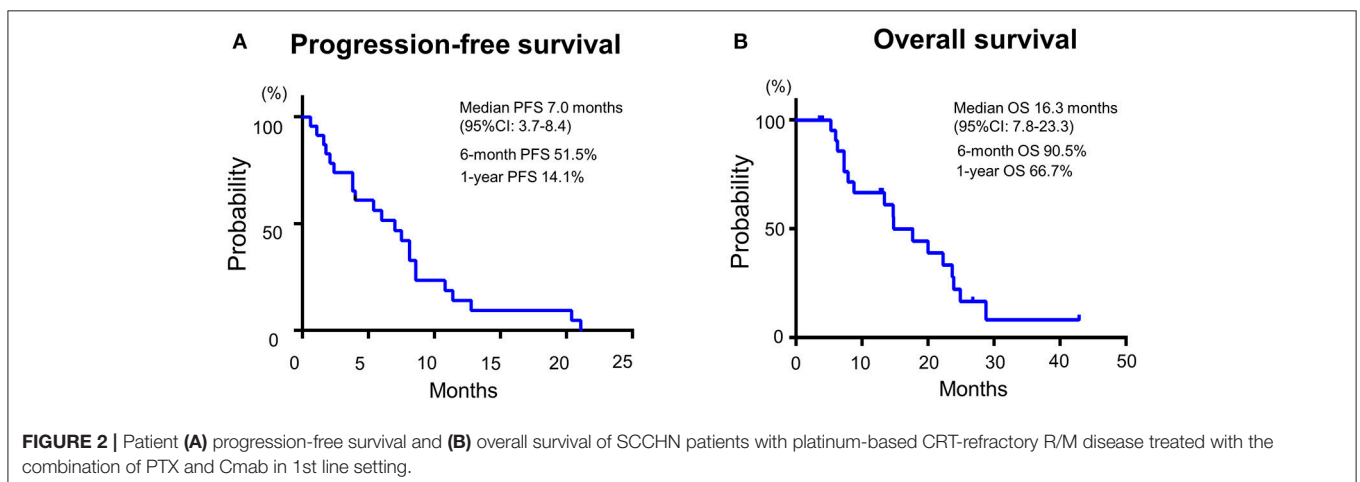 A Progression-free survival
(%)
Median PFS 7.0 months
(95%CI: 3.7-8.4)
6-month PFS 51.5%
1-year PFS 14.1%
100
50
0
Probability
0 5 10 15 20 25
Months
B Overall survival
(%)
Median OS 16.3 months
(95%CI: 7.8-23.3)
6-month OS 90.5%
1-year OS 66.7%
100
50
0
Probability
0 10 20 30 40 50
Months
FIGURE 2 | Patient (A) progression-free survival and (B) overall survival of SCCHN patients with platinum-based CRT-refractory R/M disease treated with the
combination of PTX and Cmab in 1st line setting.